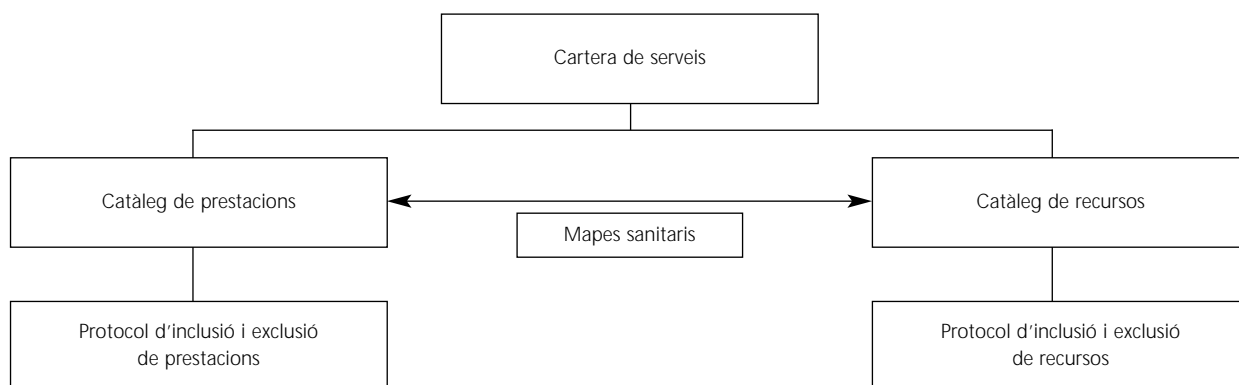 Cartera de serveis
Catàleg de prestacions
Catàleg de recursos
Mapes sanitaris
Protocol d'inclusió i exclusió
de prestacions
Protocol d'inclusió i exclusió
de recursos